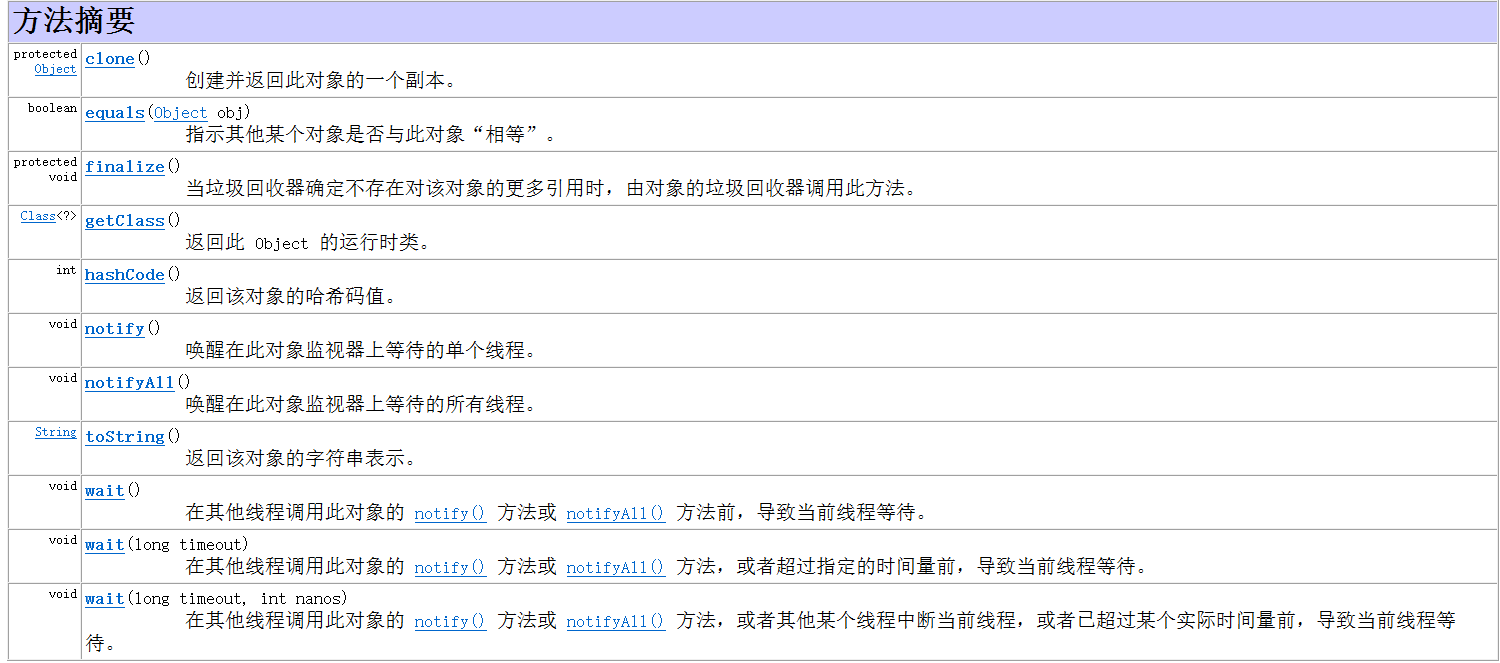 方法摘要
protected Object clone()
创建并返回此对象的一个副本。
boolean equals(Object obj)
指示其他某个对象是否与此对象“相等”。
protected void finalize()
当垃圾回收器确定不存在对该对象的更多引用时，由对象的垃圾回收器调用此方法。
Class<?> getClass()
返回此 Object 的运行时类。
int hashCode()
返回该对象的哈希码值。
void notify()
唤醒在此对象监视器上等待的单个线程。
void notifyAll()
唤醒在此对象监视器上等待的所有线程。
String toString()
返回该对象的字符串表示。
void wait()
在其他线程调用此对象的 notify() 方法或 notifyAll() 方法前，导致当前线程等待。
void wait(long timeout)
在其他线程调用此对象的 notify() 方法或 notifyAll() 方法，或者超过指定的时间量前，导致当前线程等待。
void wait(long timeout, int nanos)
在其他线程调用此对象的 notify() 方法或 notifyAll() 方法，或者其他某个线程中断当前线程，或者已超过某个实际时间量前，导致当前线程等
待。